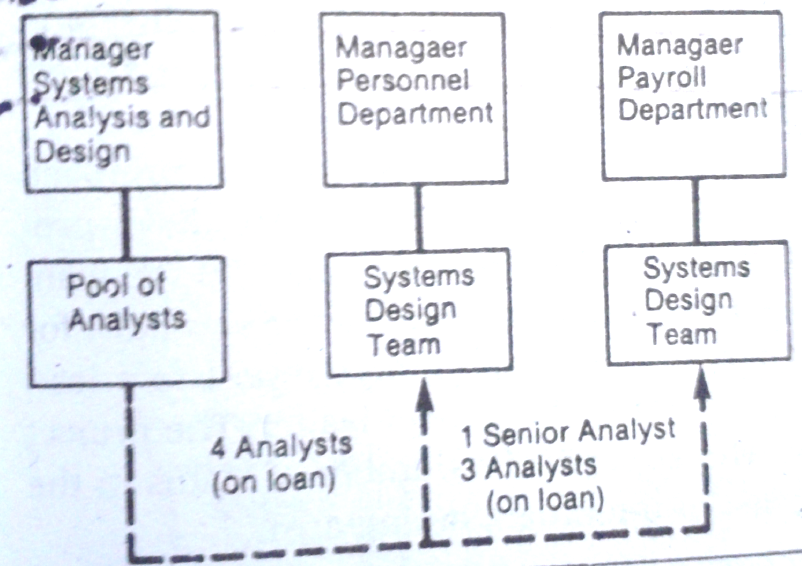 Manager
Systems
Analysis and
Design
Managaer
Personnel
Department
Managaer
Payroll
Department
Pool of
Analysts
Systems
Design
Team
Systems
Design
Team
4 Analysts
(on loan)
1 Senior Analyst
3 Analysts
(on loan)